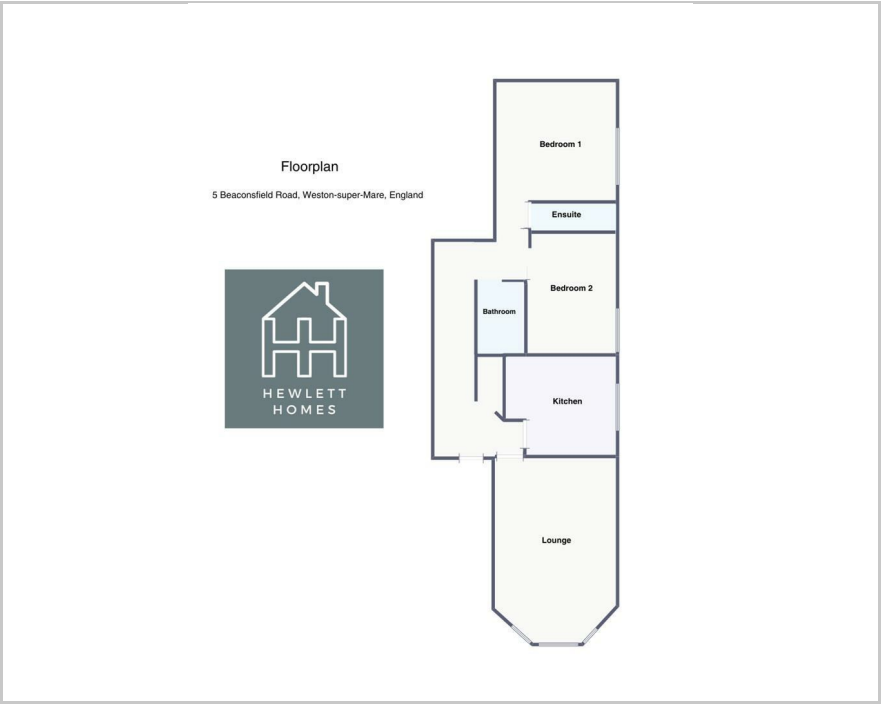 Floorplan
5 Beaconsfield Road, Weston-super-Mare, England
HEWLETT
HOMES
Bedroom 1
Ensuite
Bedroom 2
Bathroom
Kitchen
Lounge